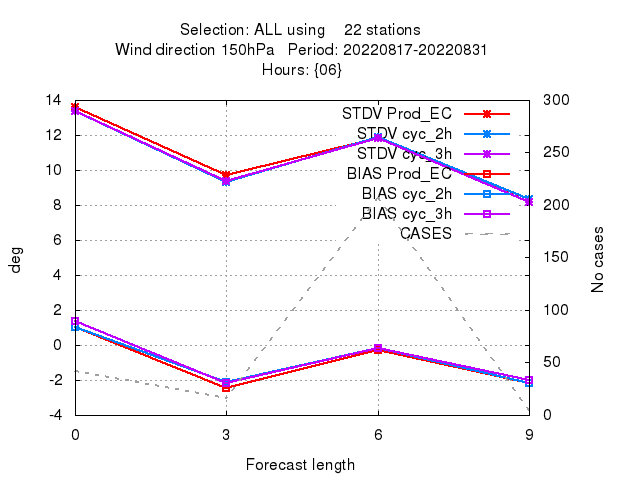 Selection: ALL using    22 stations
Wind direction 150hPa   Period: 20220817-20220831
Hours: {06}
14
12
10
8
6
4
2
0
-2
-4
deg
300
250
200
150
100
50
0
No cases
STDV Prod_EC
STDV cyc_2h
STDV cyc_3h
BIAS Prod_EC
BIAS cyc_2h
BIAS cyc_3h
CASES
0 3 6 9
Forecast length